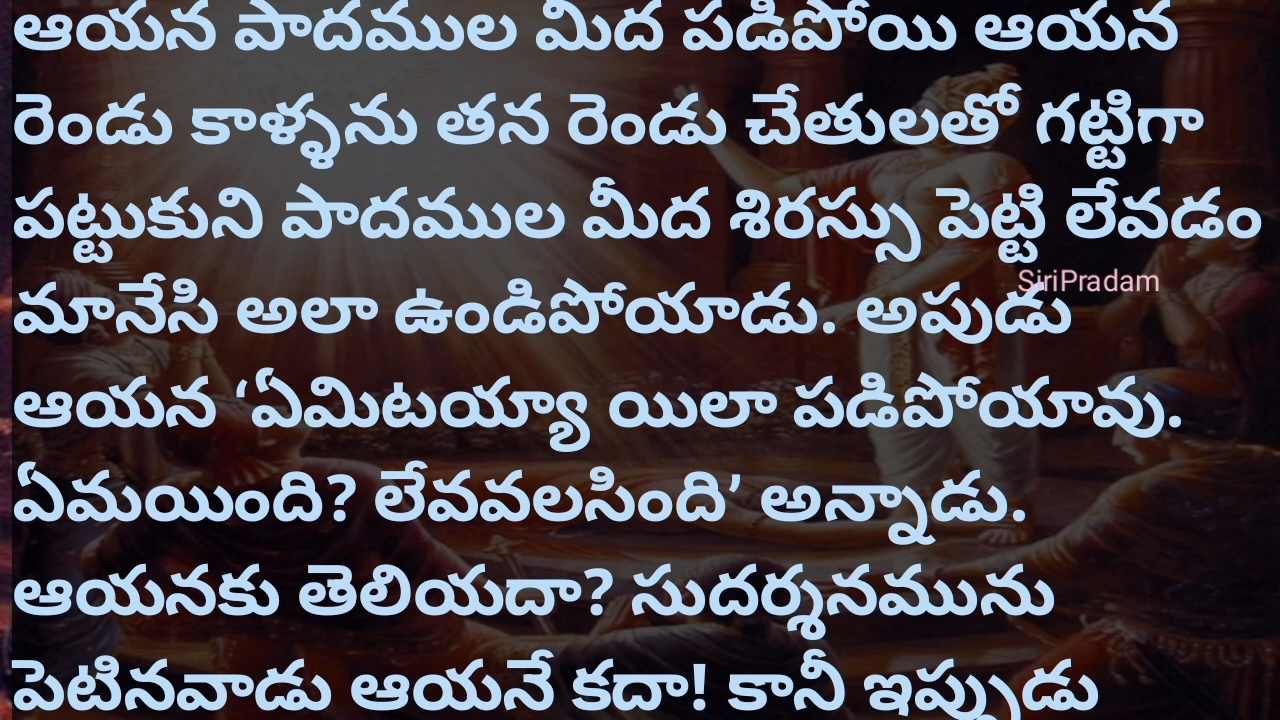 ఆయన పాదముల మీద పడిపోయి ఆయన
రెండు కాళ్ళను తన రెండు చేతులతో గట్టిగా
పట్టుకుని పాదముల మీద శిరస్సు పెట్టి లేవడం
SiriPradam
మానేసి అలా ఉండిపోయాడు. అపుడు
ఆయన ‘ఏమిటయ్యా యిలా పడిపోయావు.
ఏమయింది? లేవవలసింది’ అన్నాడు.
ఆయనకు తెలియదా? సుదర్శనమును
పెటినవాడు ఆయనే కదా! కానీ ఇప్పుడు